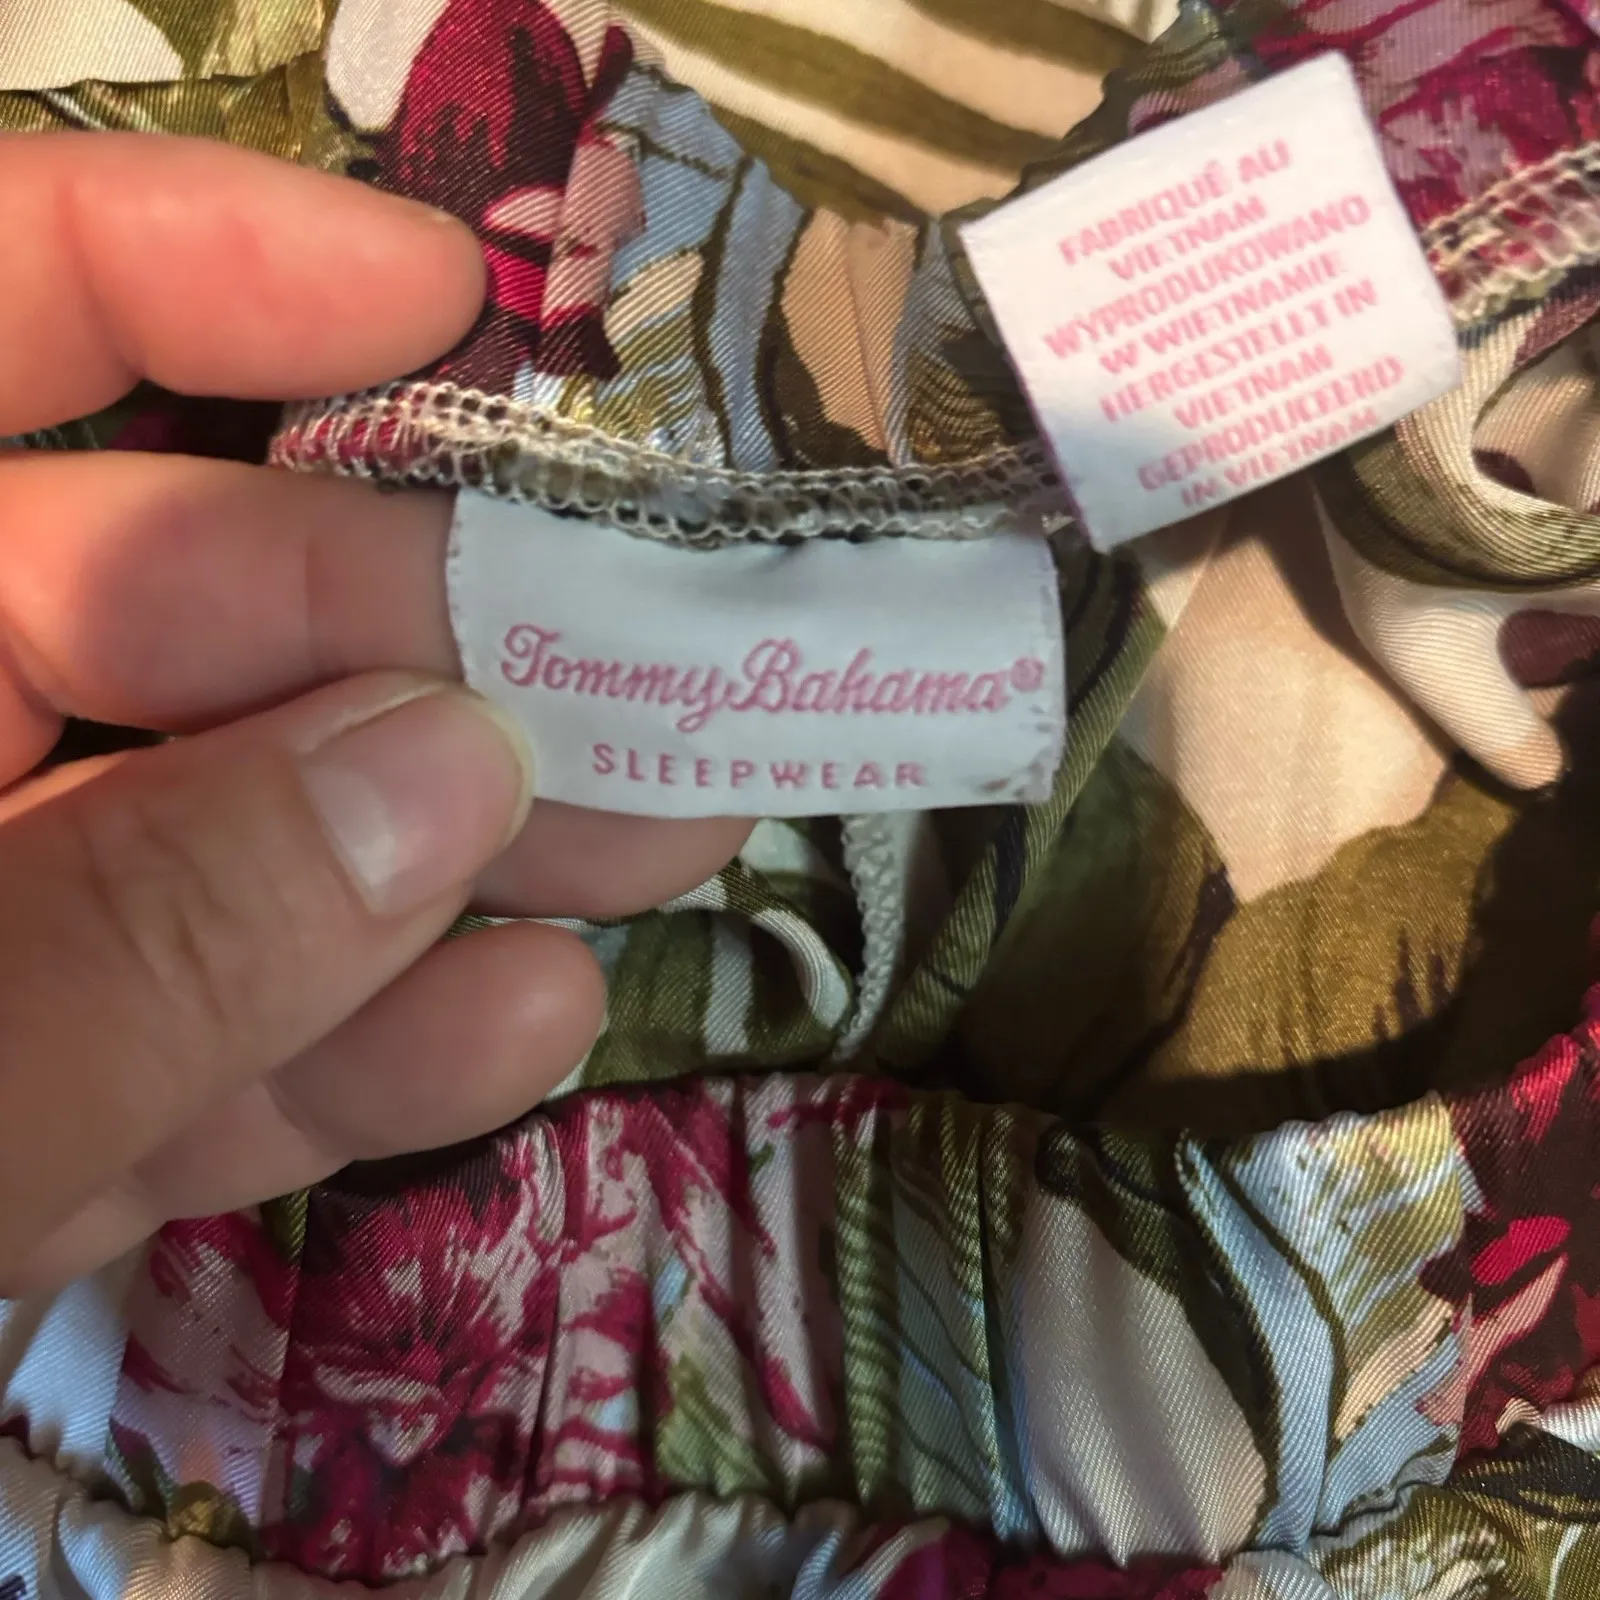 FABRIQUÉ AU
VIETNAM
WYPRODUKOWANO
W WIETNAMIE
HERGESTELLT IN
VIETNAM
GEPRODUCEERD
IN VIETNAM
Tommy Bahama®
SLEEPWEAR